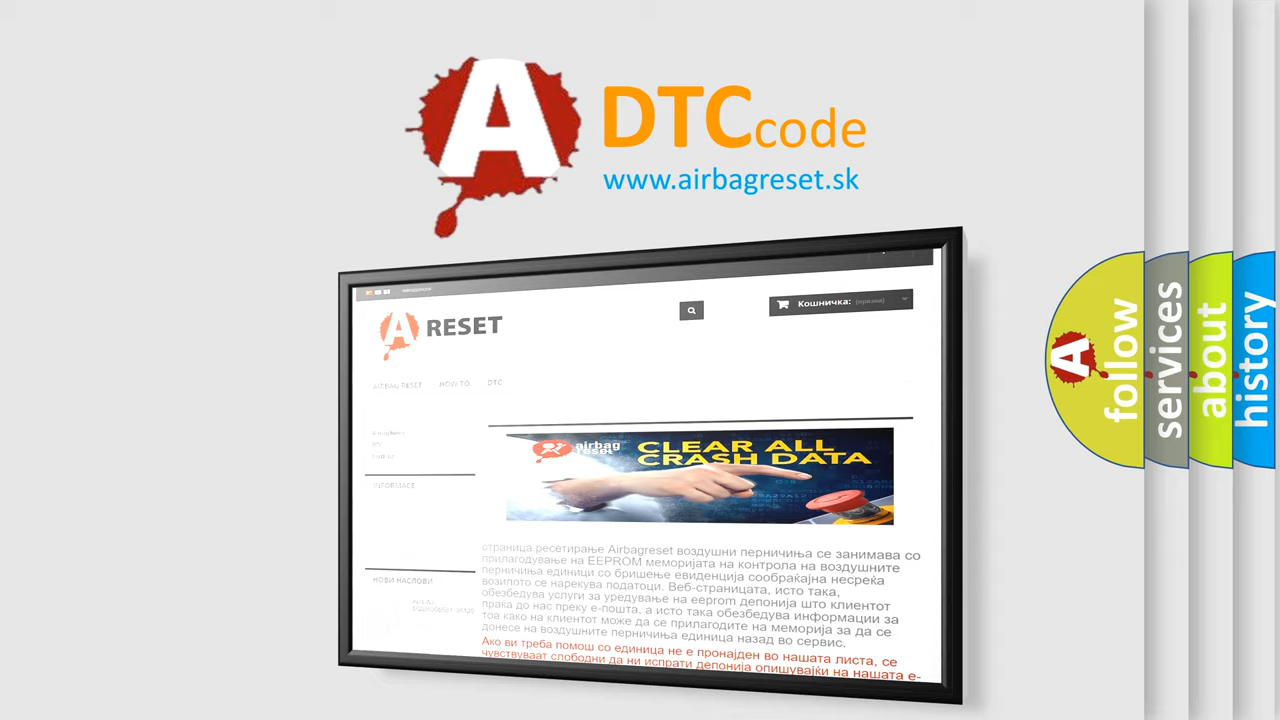 A
DTC code
www.airbagreset.sk
Кошничка: (празна)
A RESET
AIRBAG RESET HOW TO DTC
airbag
reset
CLEAR ALL
CRASH DATA
INFORMACE
НОВИ НАСЛОВИ
страница ресетирање Airbagreset воздушни перничиња се занимава со
прилагодување на EEPROM меморијата на контрола на воздушните
перничиња единици со бришење евиденција сообраќајна несреќа
возилото се нарекува податоци. Веб-страницата, исто така,
обезбедува услуги за уредување на eeprom депонија што клиентот
праќа до нас преку е-пошта, а исто така обезбедува информации за
тоа како на клиентот може да се прилагодите на меморија за да се
донесе на воздушните перничиња единица назад во сервис.
Ако ви треба помош со единица не е пронајден во нашата листа, се
чувствуваат слободни да ни испрати депонија опишувајќи на нашата е-
A
follow
services
about
history